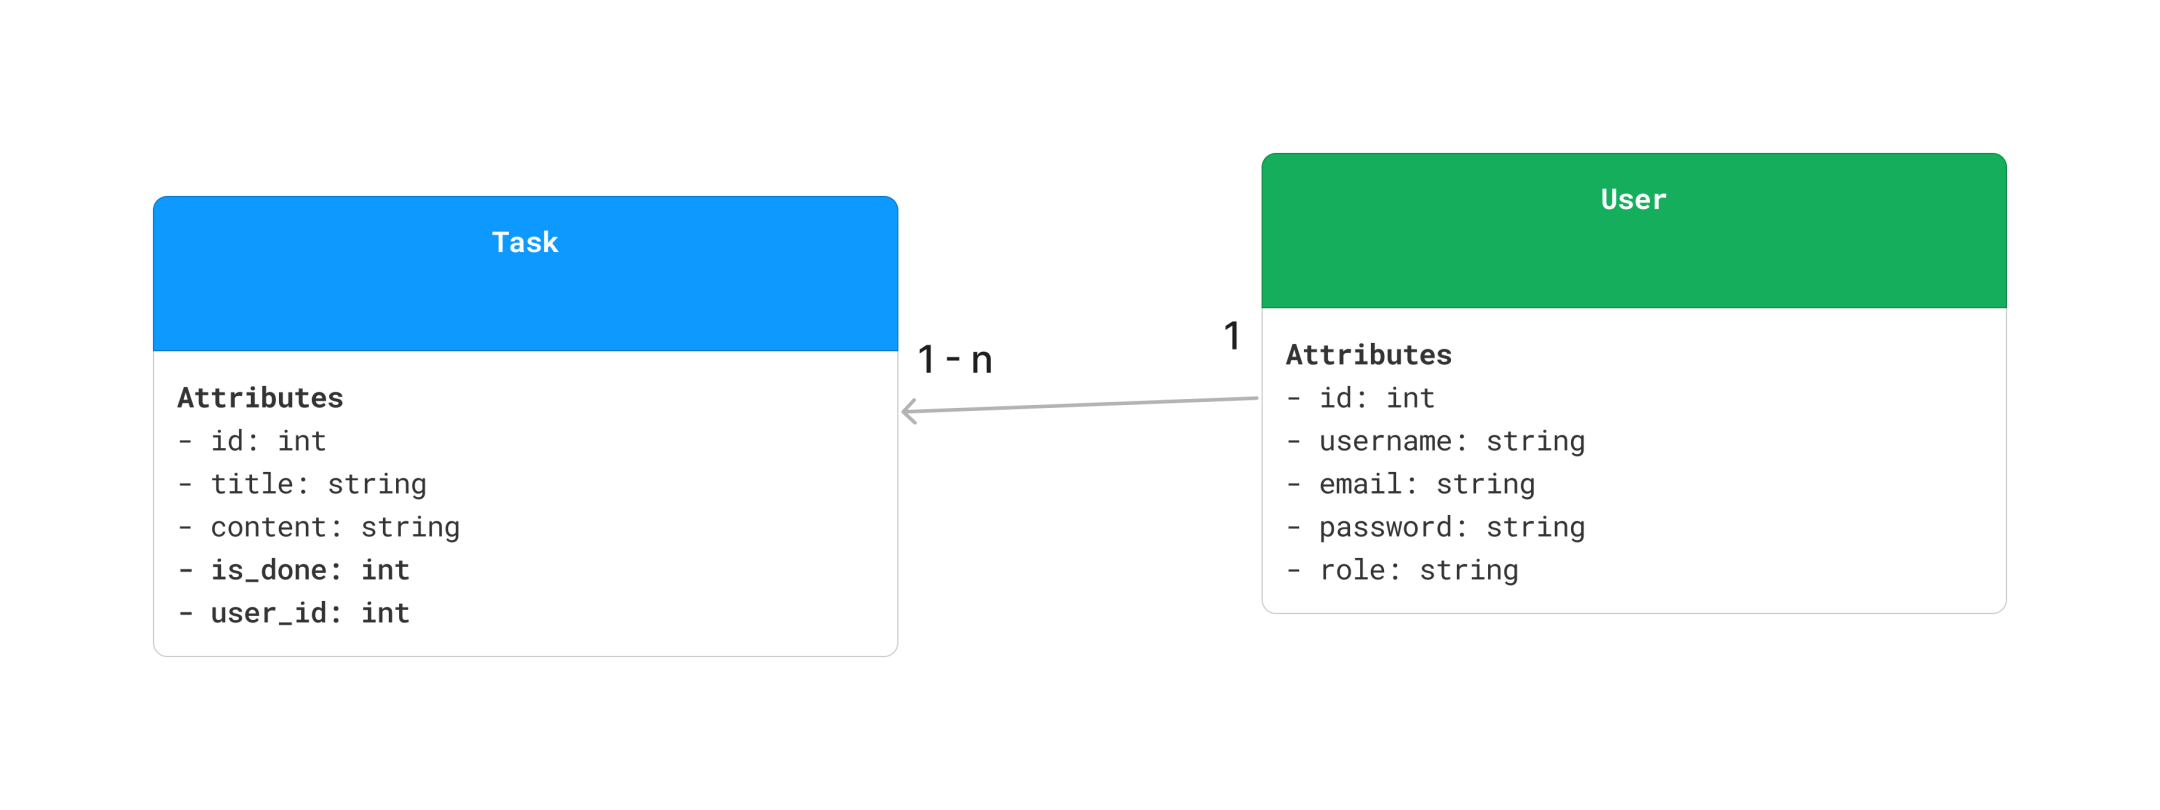 Task
Attributes
- id: int
- title: string
- content: string
- is_done: int
- user_id: int
1-n
1
User
Attributes
- id: int
- username: string
- email: string
- password: string
- role: string